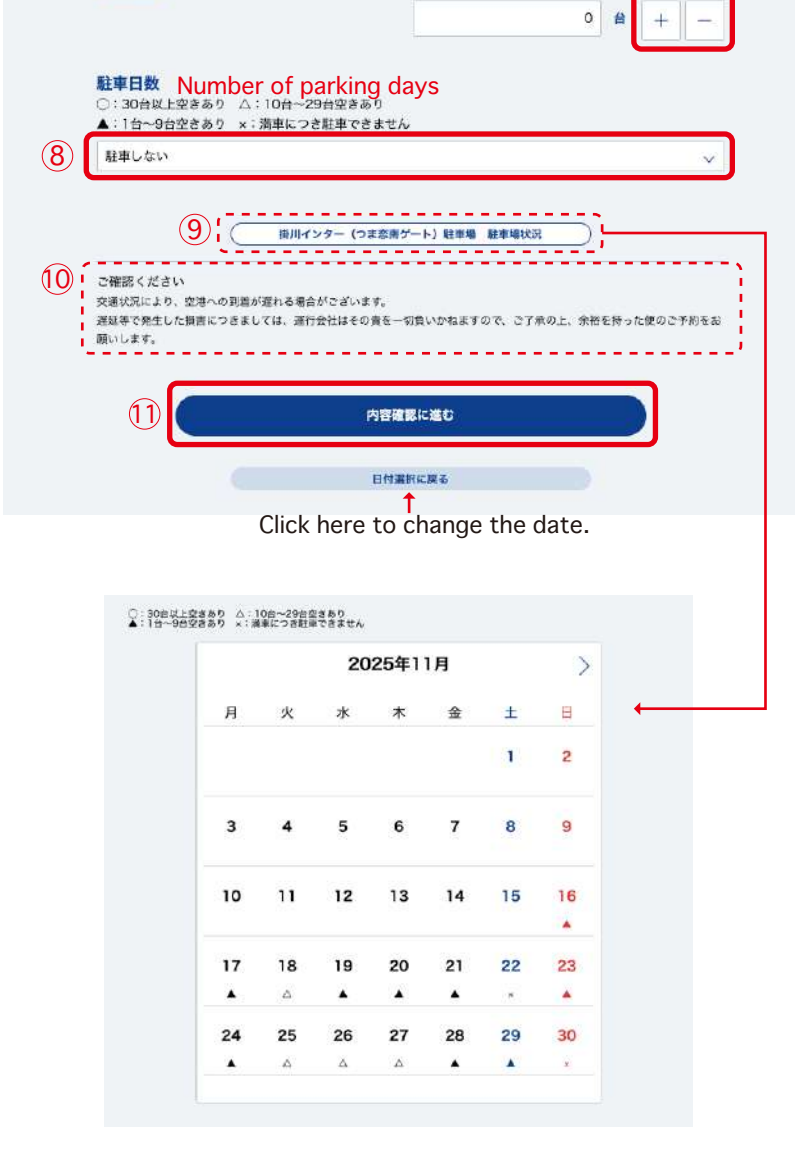 0 台 + −
駐車日数 Number of parking days
○：30台以上空きあり △：10台～29台空きあり
▲：1台～9台空きあり ×：満車につき駐車できません
⑧ 駐車しない
⑨ 掛川インター（つま恋南ゲート）駐車場 駐車場状況
⑩ ご確認ください
交通状況により、空港への到着が遅れる場合がございます。
遅延等で発生した損害につきましては、運行会社はその責を一切負いかねますので、ご了承の上、余裕を持った便のご予約をお
願いします。
⑪ 内容確認に進む
日付選択に戻る
Click here to change the date.
○：30台以上空きあり △：10台～29台空きあり
▲：1台～9台空きあり ×：満車につき駐車できません
2025年11月
月 火 水 木 金 土 日
1 2
3 4 5 6 7 8 9
10 11 12 13 14 15 16
▲
17 18 19 20 21 22 23
▲ △ ▲ ▲ ▲ × ▲
24 25 26 27 28 29 30
▲ △ △ △ ▲ ▲ ×